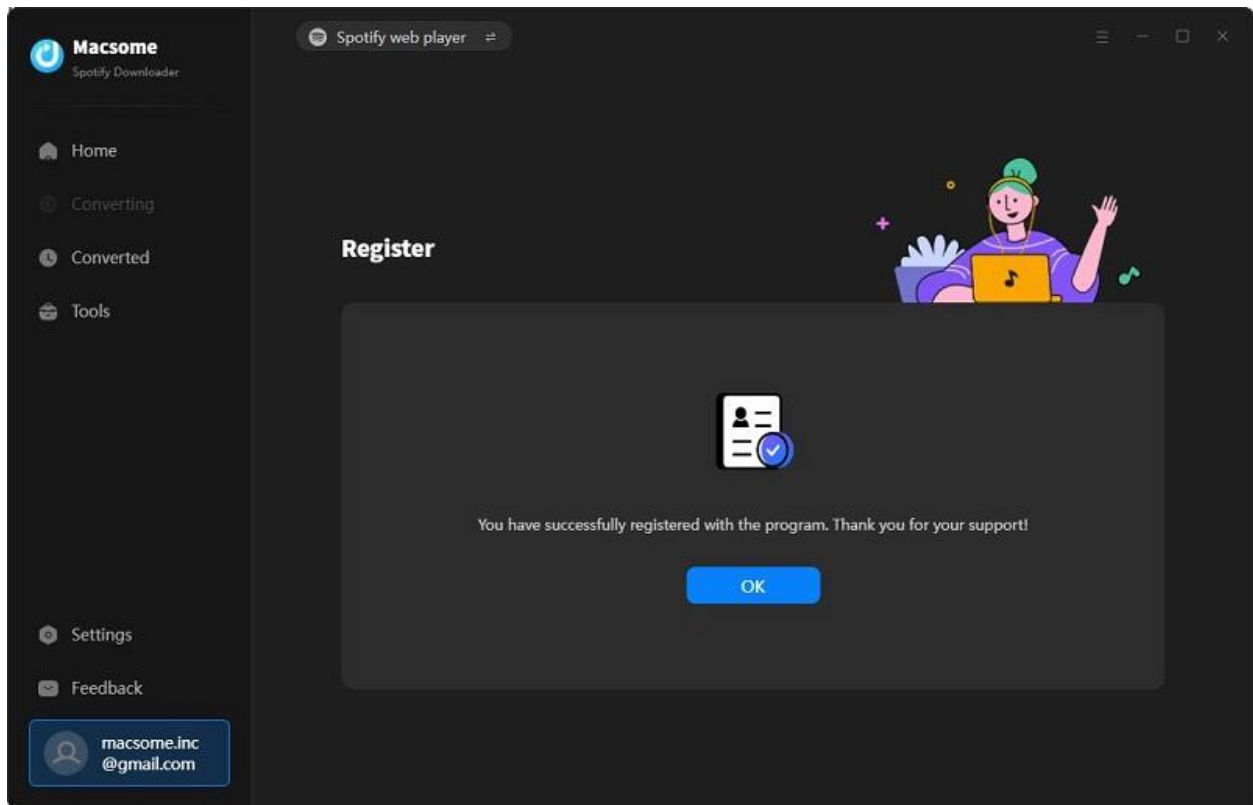 Macsome
Spotify Downloader
Spotify web player
Home
Converting
Converted
Tools
Register
You have successfully registered with the program. Thank you for your support!
OK
Settings
Feedback
macsome.inc
@gmail.com